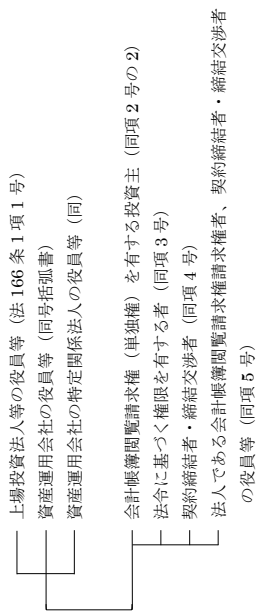 上場投資法人等の役員等（法 166 条 1 項 1 号）
資産運用会社の役員等（同号括弧書）
資産運用会社の特定関係法人の役員等（同）
会計帳簿閲覧請求権（単独権）を有する投資主（同項 2 号の 2）
法令に基づく権限を有する者（同項 3 号）
契約締結者・締結交渉者（同項 4 号）
法人である会計帳簿閲覧請求権請求権者、契約締結者・締結交渉者
の役員等（同項 5 号）